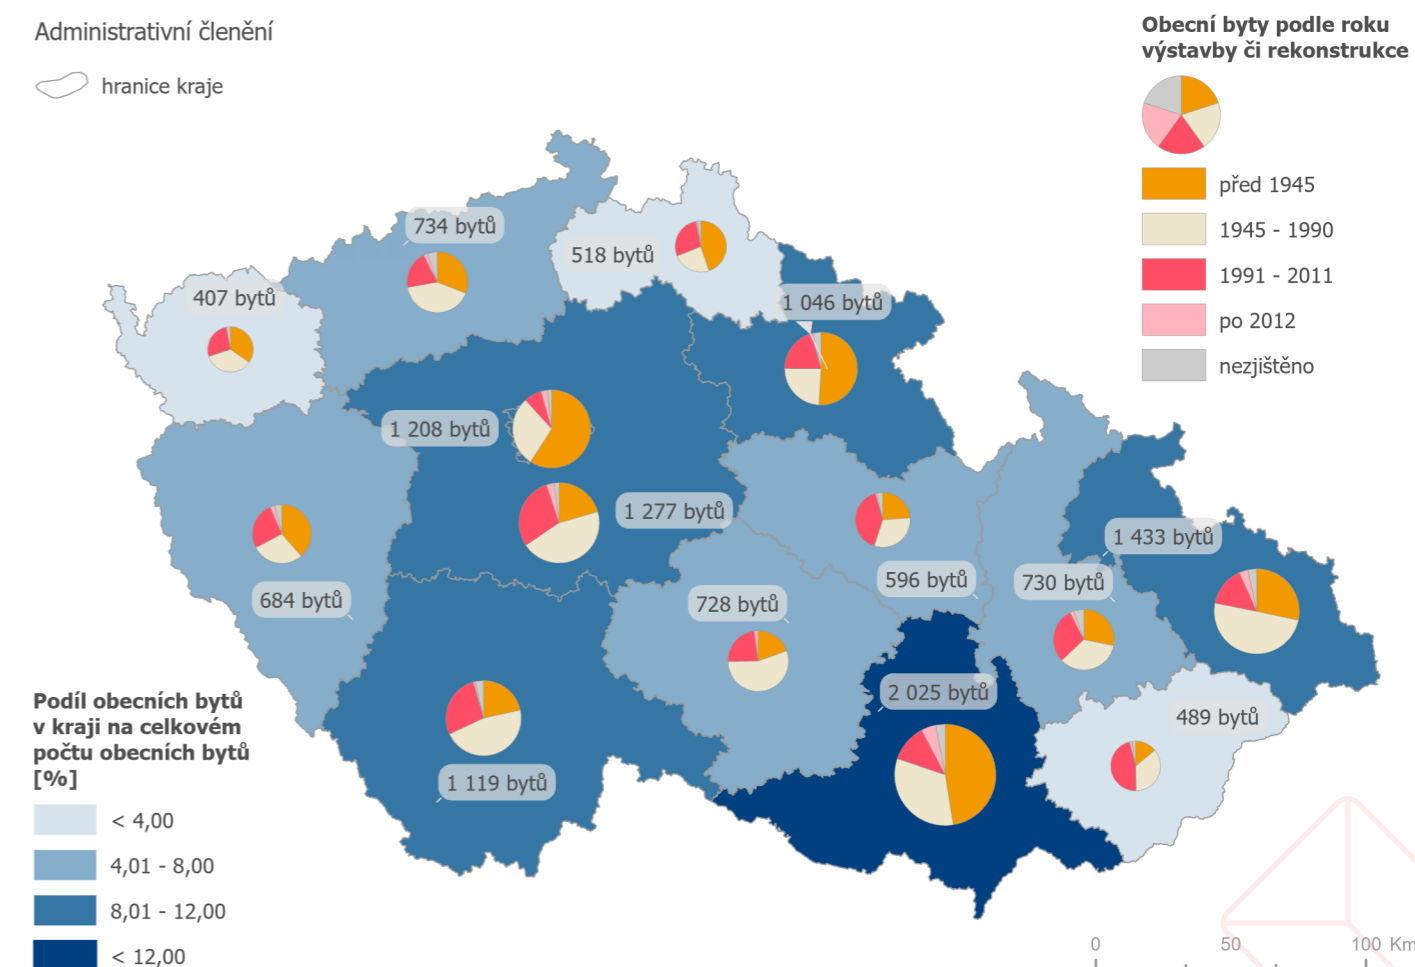 Administrativní členění
hranice kraje
Obecní byty podle roku
výstavby či rekonstrukce
před 1945
1945 - 1990
1991 - 2011
po 2012
nezjištěno
734 bytů
518 bytů
407 bytů
1 046 bytů
1 208 bytů
1 277 bytů
1 433 bytů
596 bytů
730 bytů
684 bytů
728 bytů
2 025 bytů
489 bytů
1 119 bytů
Podíl obecních bytů
v kraji na celkovém
počtu obecních bytů
[%]
< 4,00
4,01 - 8,00
8,01 - 12,00
< 12,00
0 50 100 Km